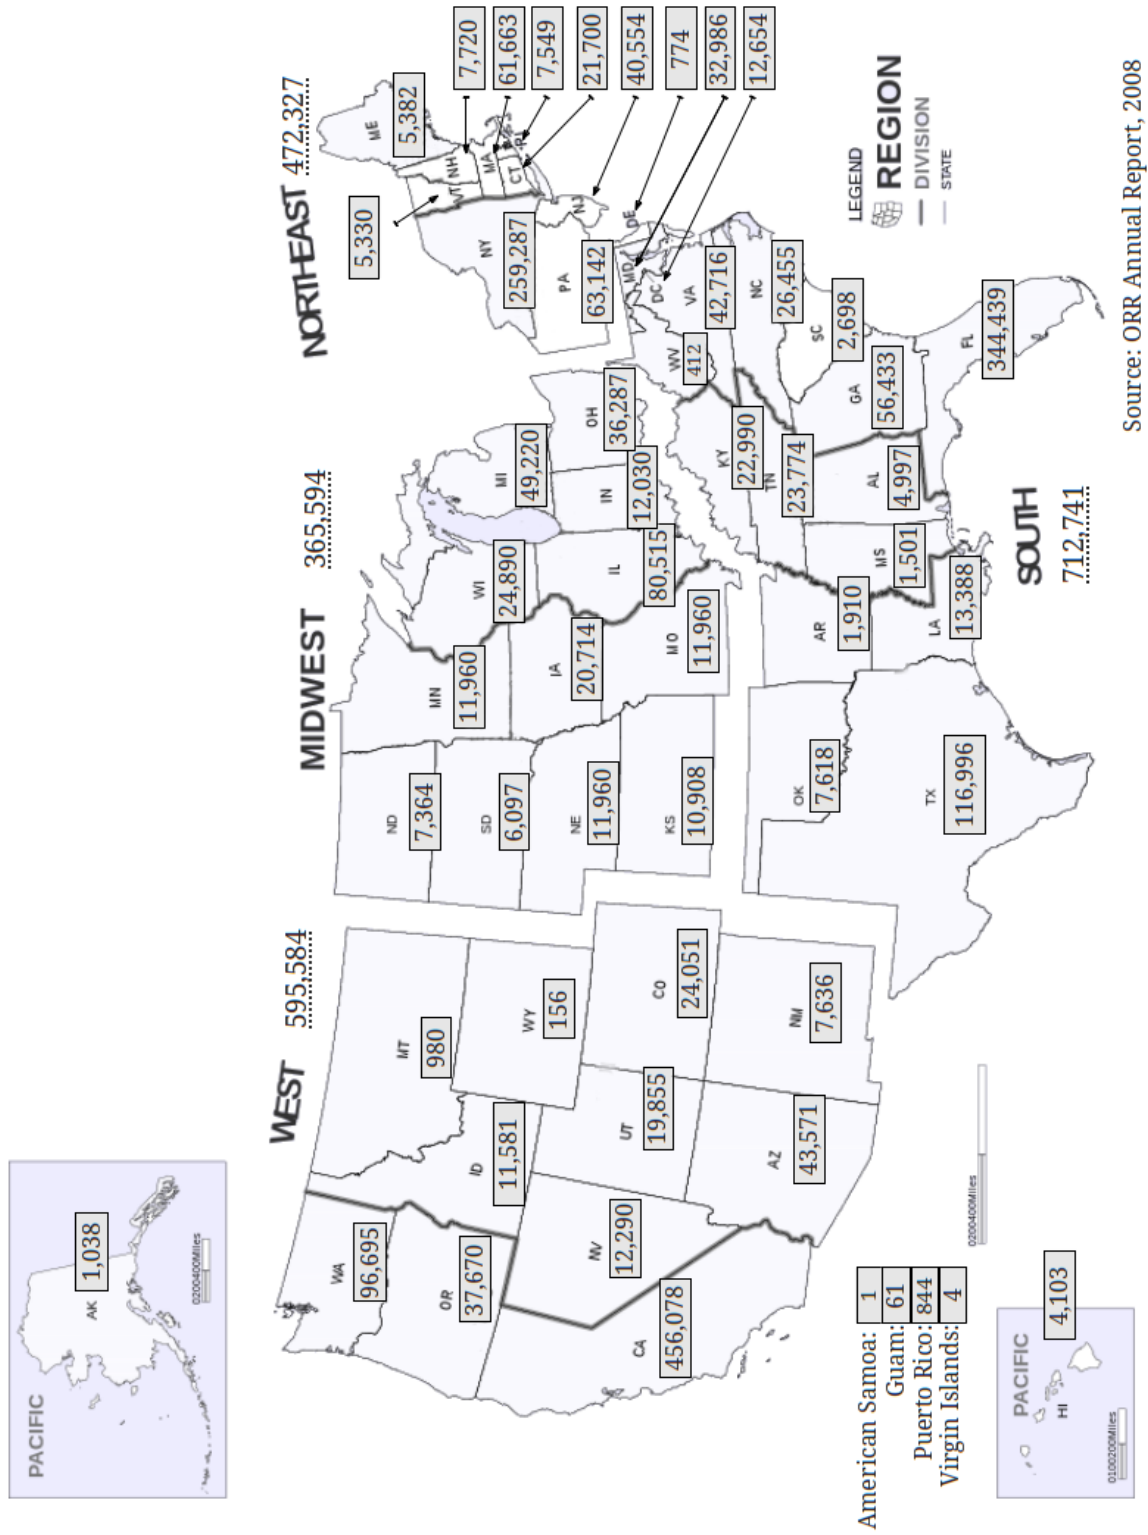 PACIFIC
AK
1,038
0200400Miles
WEST
595,584
MIDWEST
365,594
NORTHEAST
472,327
WA
96,695
OR
37,670
CA
456,078
NV
12,290
ID
11,581
MT
980
WY
156
UT
19,855
CO
24,051
AZ
43,571
NM
7,636
ND
7,364
SD
6,097
NE
11,960
KS
10,908
MN
11,960
IA
20,714
MO
11,960
WI
24,890
IL
80,515
MI
49,220
IN
12,030
OH
36,287
5,330
VT
NH
ME
5,382
MA
RI
CT
NY
259,287
PA
63,142
NJ
7,720
61,663
7,549
21,700
40,554
774
32,986
12,654
DE
MD
DC
WV
412
VA
42,716
NC
26,455
SC
2,698
GA
56,433
FL
344,439
KY
22,990
TN
23,774
AL
4,997
MS
1,501
AR
1,910
LA
13,388
OK
7,618
TX
116,996
SOUTH
712,741
LEGEND
REGION
DIVISION
STATE
American Samoa: 1
Guam: 61
Puerto Rico: 844
Virgin Islands: 4
0200400Miles
PACIFIC
HI
4,103
0100200Miles
Source: ORR Annual Report, 2008